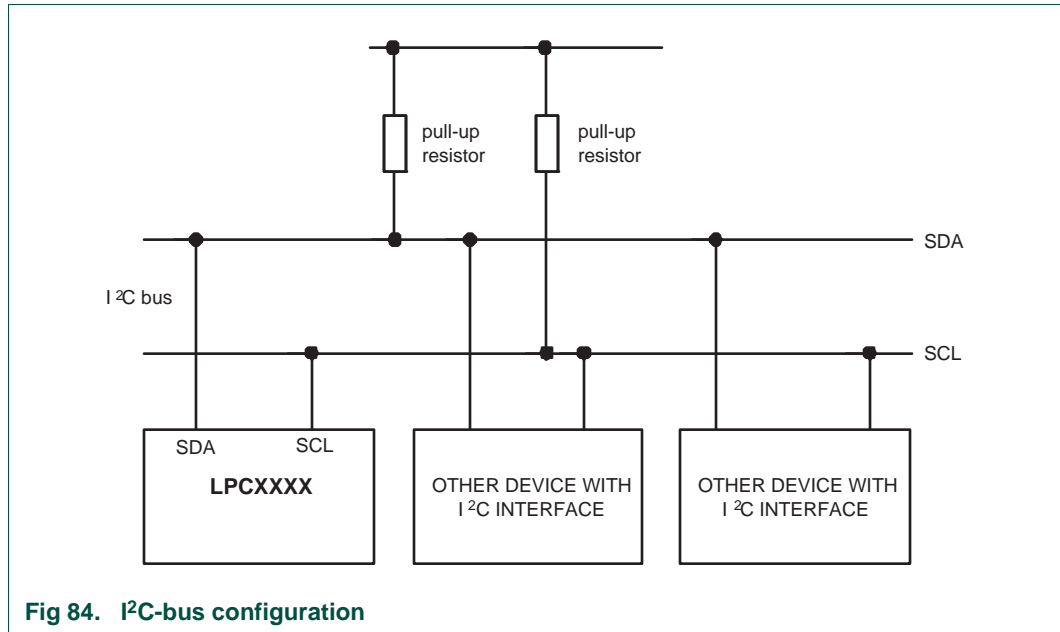 pull-up
resistor
pull-up
resistor
SDA
I ²C bus
SCL
SDA
SCL
LPCXXXX
OTHER DEVICE WITH
I ²C INTERFACE
OTHER DEVICE WITH
I ²C INTERFACE
Fig 84. I²C-bus configuration